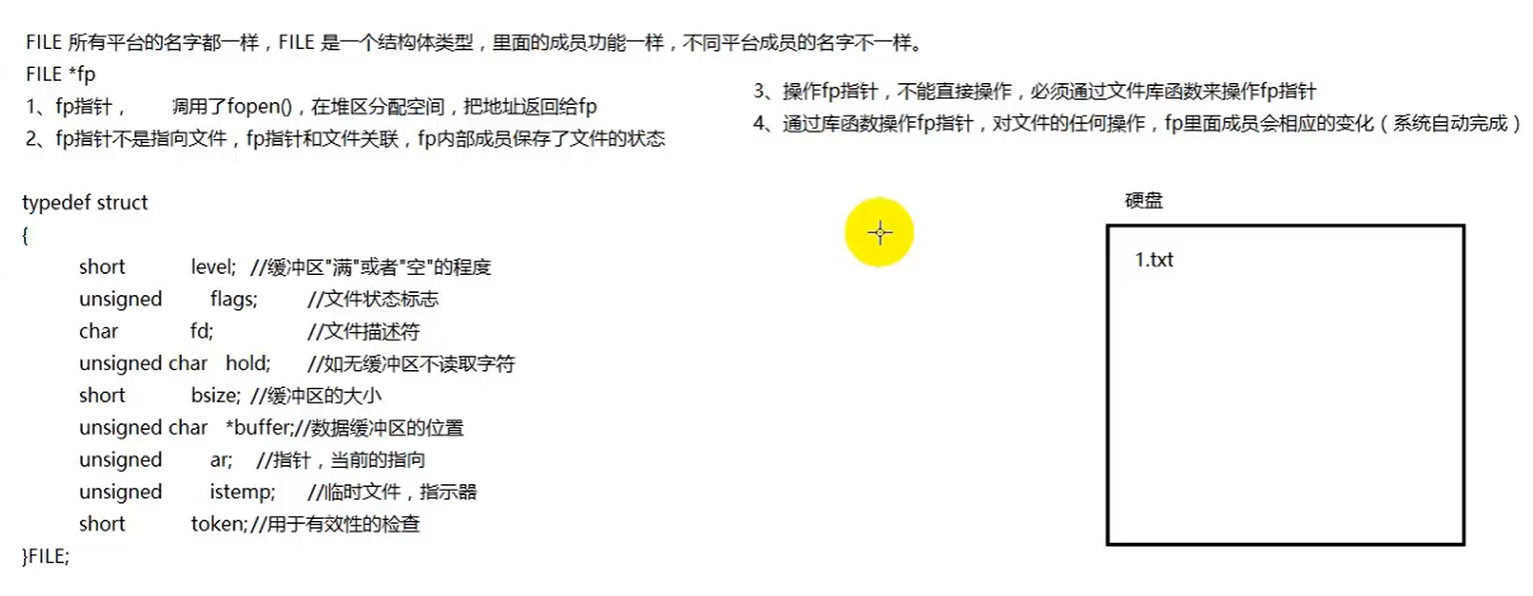 FILE 所有平台的名字都一样，FILE 是一个结构体类型，里面的成员功能一样，不同平台成员的名字不一样。
FILE *fp
1、fp指针， 调用了fopen()，在堆区分配空间，把地址返回给fp
2、fp指针不是指向文件，fp指针和文件关联，fp内部成员保存了文件的状态
3、操作fp指针，不能直接操作，必须通过文件库函数来操作fp指针
4、通过库函数操作fp指针，对文件的任何操作，fp里面成员会相应的变化（系统自动完成）
typedef struct
{
short level; //缓冲区"满"或者"空"的程度
unsigned flags; //文件状态标志
char fd; //文件描述符
unsigned char hold; //如无缓冲区不读取字符
short bsize; //缓冲区的大小
unsigned char *buffer;//数据缓冲区的位置
unsigned ar; //指针，当前的指向
unsigned istemp; //临时文件，指示器
short token;//用于有效性的检查
}FILE;
硬盘
1.txt